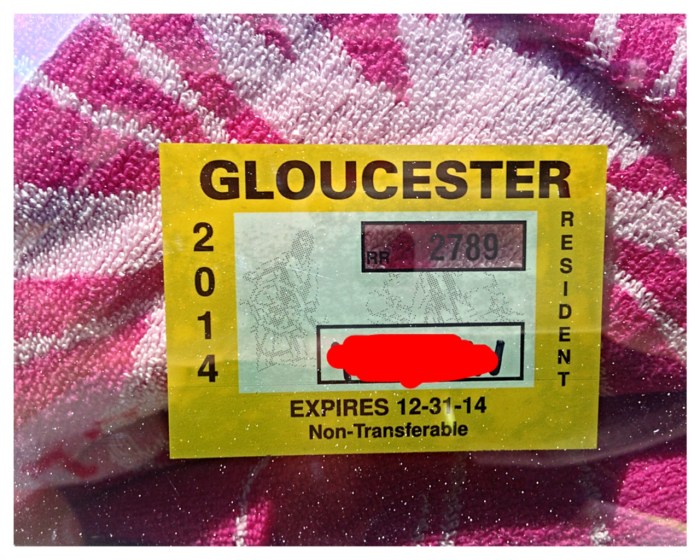 GLOUCESTER
2014
RR 2789
RESIDENT
EXPIRES 12-31-14
Non-Transferable